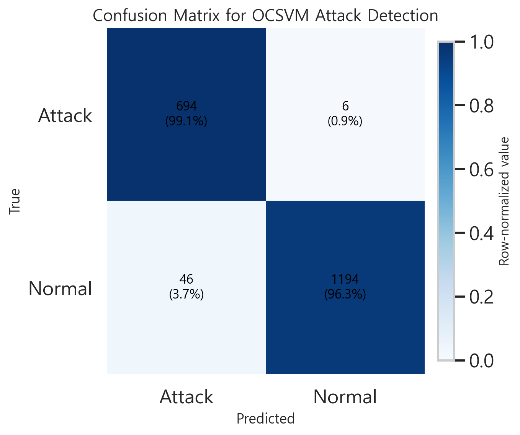 Confusion Matrix for OCSVM Attack Detection
Attack
694
(99.1%)
6
(0.9%)
Normal
46
(3.7%)
1194
(96.3%)
True
Attack
Normal
Predicted
1.0
0.8
0.6
0.4
0.2
0.0
Row-normalized value